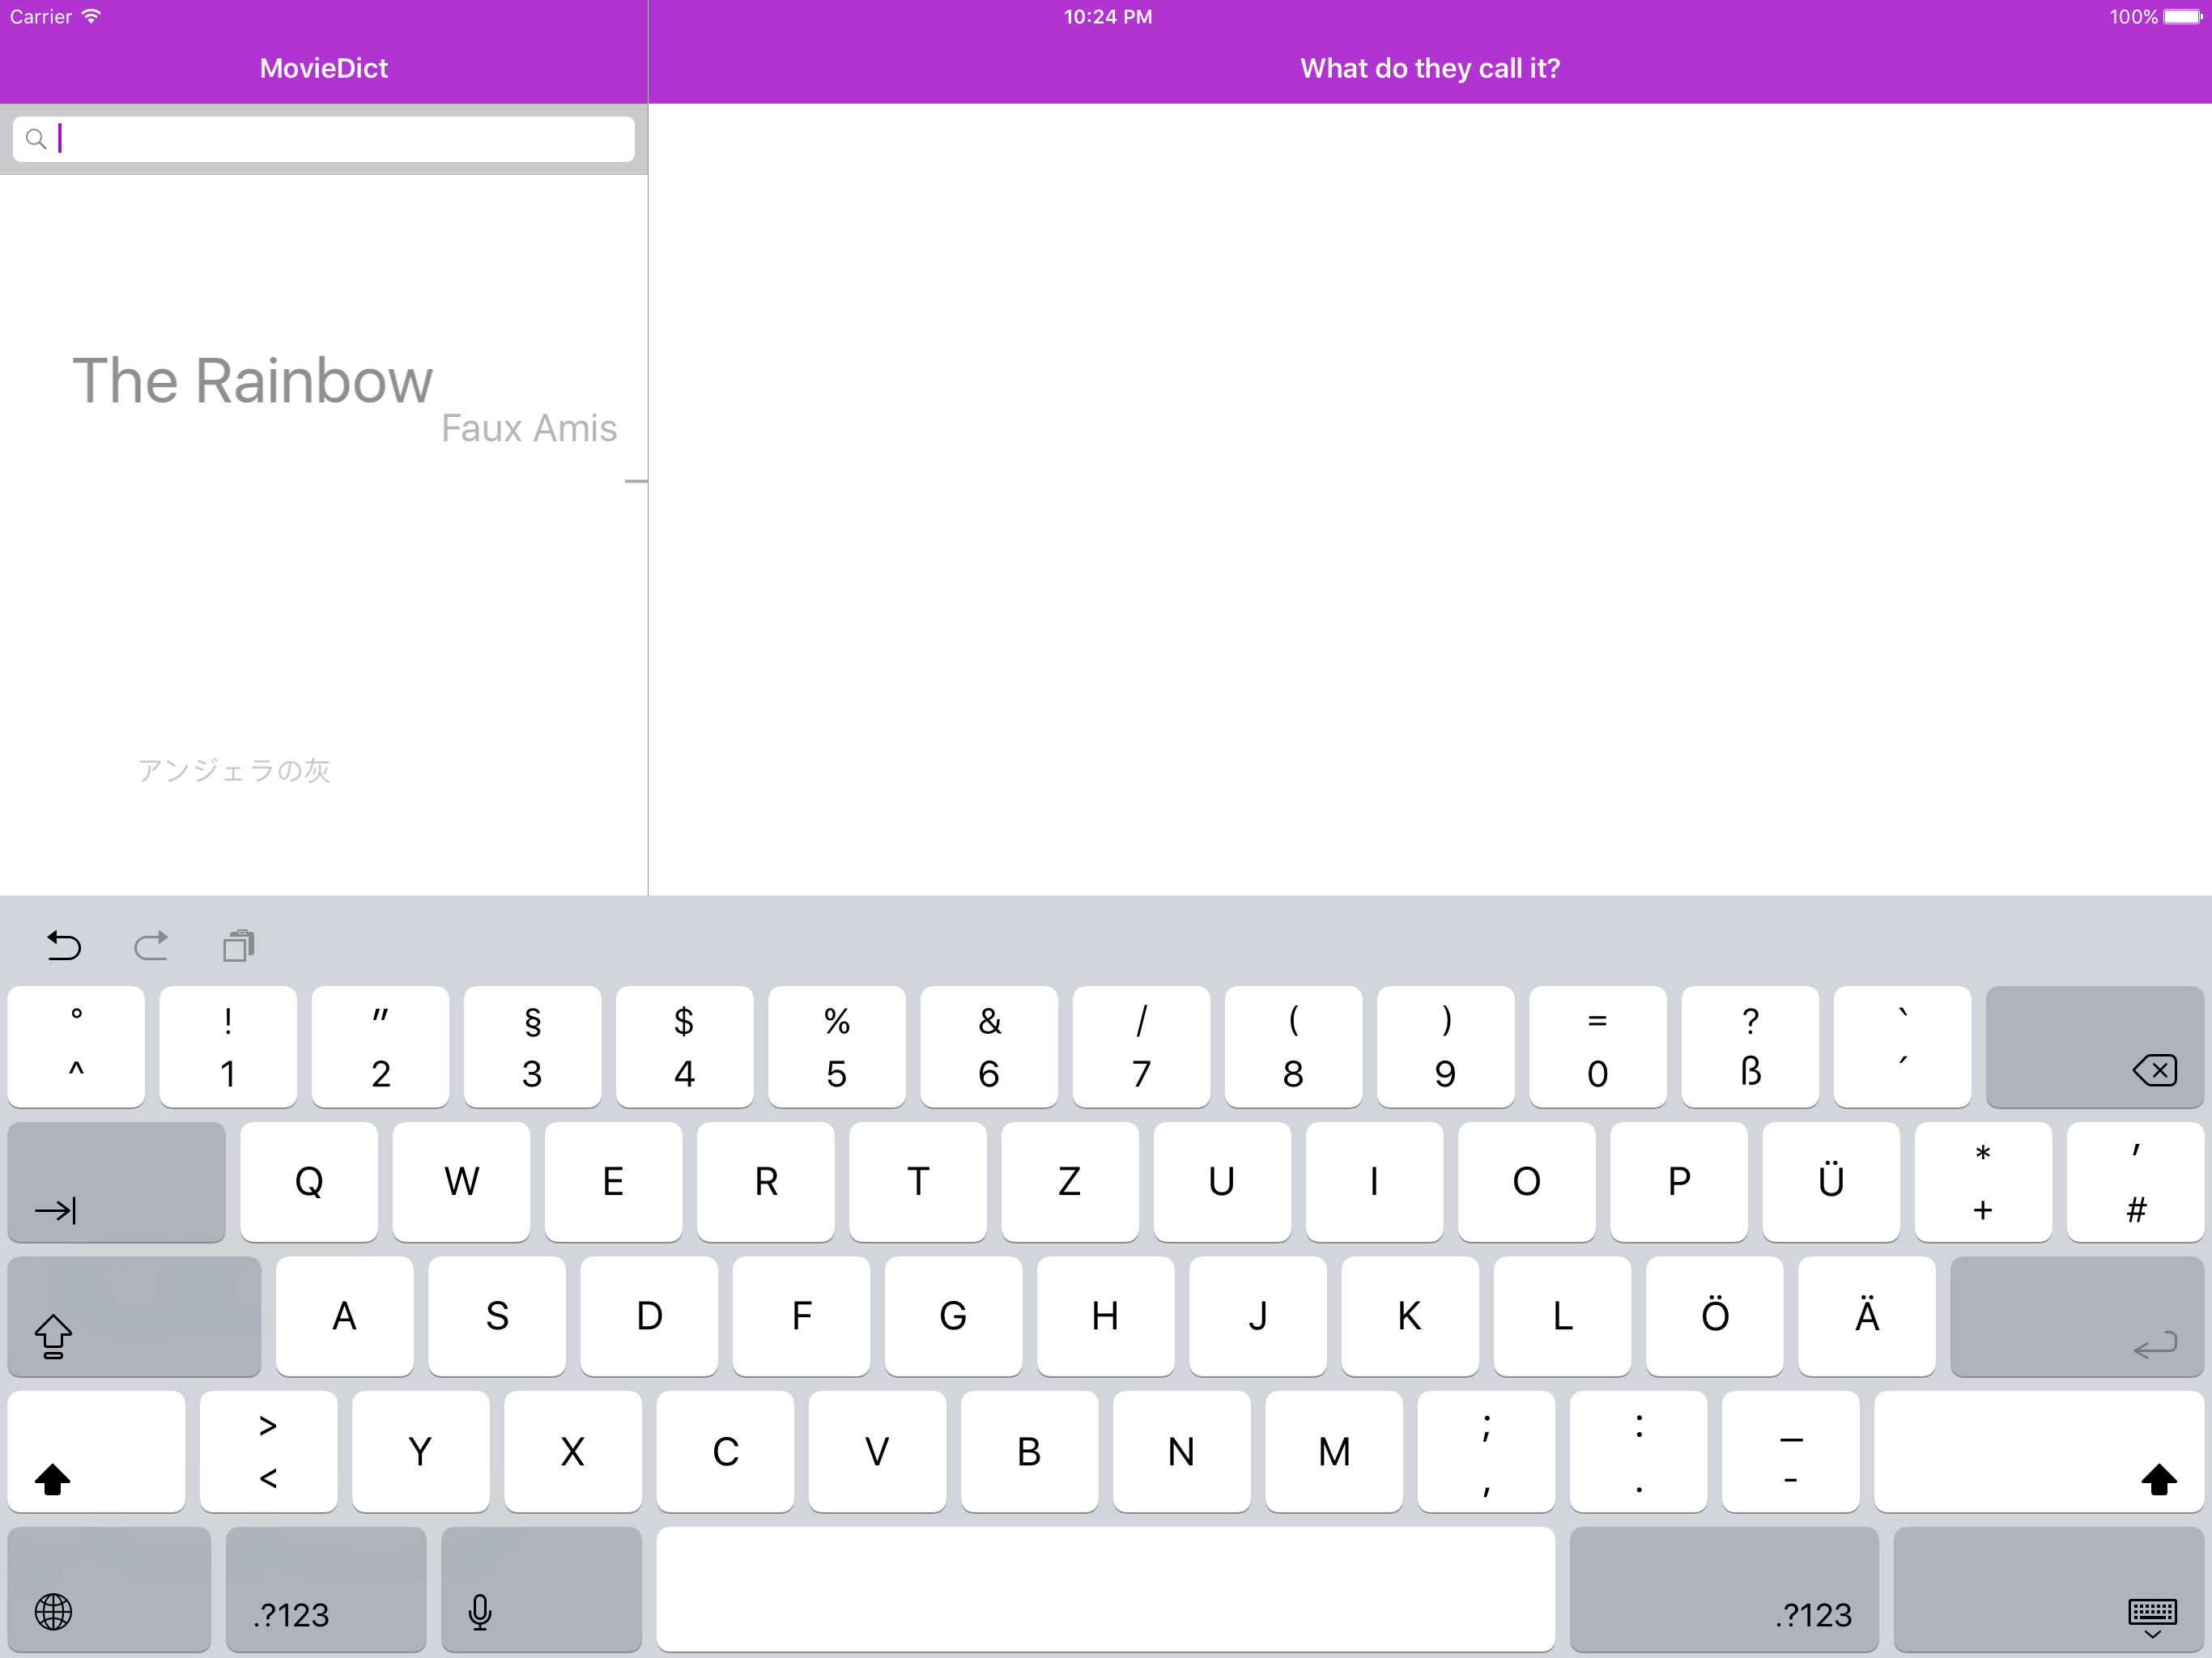 Carrier 10:24 PM 100%
MovieDict What do they call it?
The Rainbow
Faux Amis
アンジェラの灰
° ! " § $ % & / ( ) = ? `
^ 1 2 3 4 5 6 7 8 9 0 ß ´
Q W E R T Z U I O P Ü * '
+ #
A S D F G H J K L Ö Ä
> ; : _
< Y X C V B N M , . -
.?123 .?123